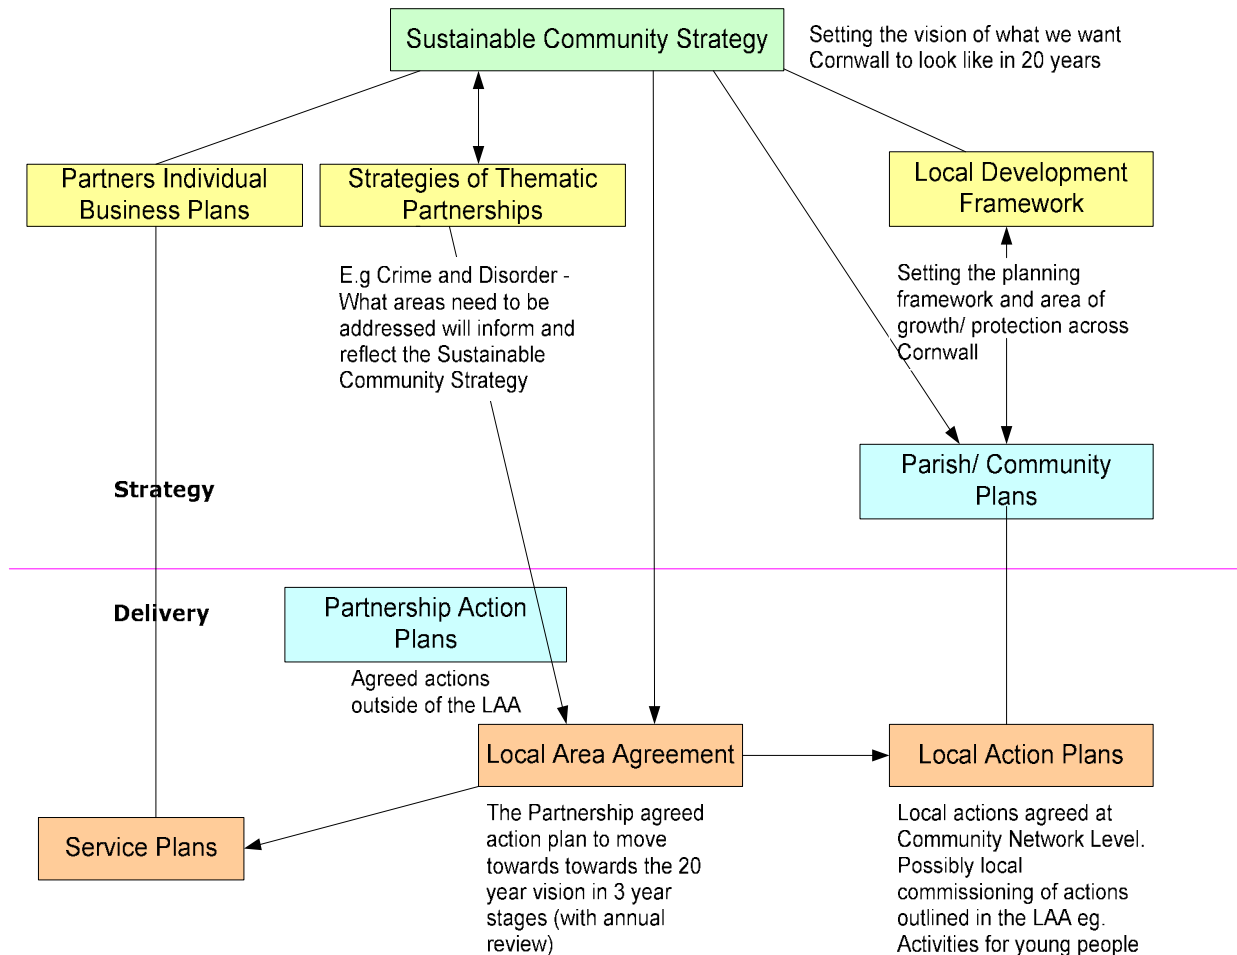 Sustainable Community Strategy
Setting the vision of what we want
Cornwall to look like in 20 years
Partners Individual
Business Plans
Strategies of Thematic
Partnerships
Local Development
Framework
E.g Crime and Disorder -
What areas need to be
addressed will inform and
reflect the Sustainable
Community Strategy
Setting the planning
framework and area of
growth/ protection across
Cornwall
Parish/ Community
Plans
Strategy
Delivery
Partnership Action
Plans
Agreed actions
outside of the LAA
Local Area Agreement
Local Action Plans
Service Plans
The Partnership agreed
action plan to move
towards towards the 20
year vision in 3 year
stages (with annual
review)
Local actions agreed at
Community Network Level.
Possibly local
commissioning of actions
outlined in the LAA eg.
Activities for young people